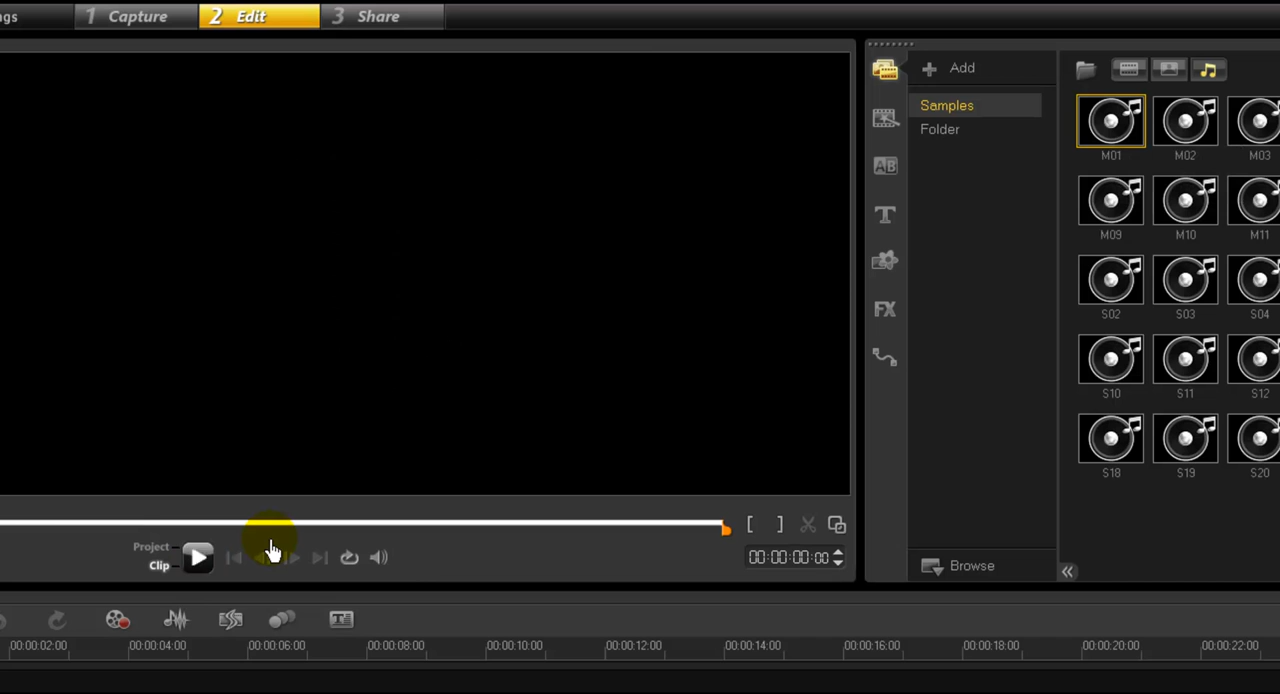 ngs
1 Capture
2 Edit
3 Share
Add
Samples
Folder
M01
M02
M03
M09
M10
M11
S02
S03
S04
S10
S11
S12
S18
S19
S20
AB
T
FX
[ ]
Project
Clip
00:00:00:00
Browse
T
00:00:02:00
00:00:04:00
00:00:06:00
00:00:08:00
00:00:10:00
00:00:12:00
00:00:14:00
00:00:16:00
00:00:18:00
00:00:20:00
00:00:22:00